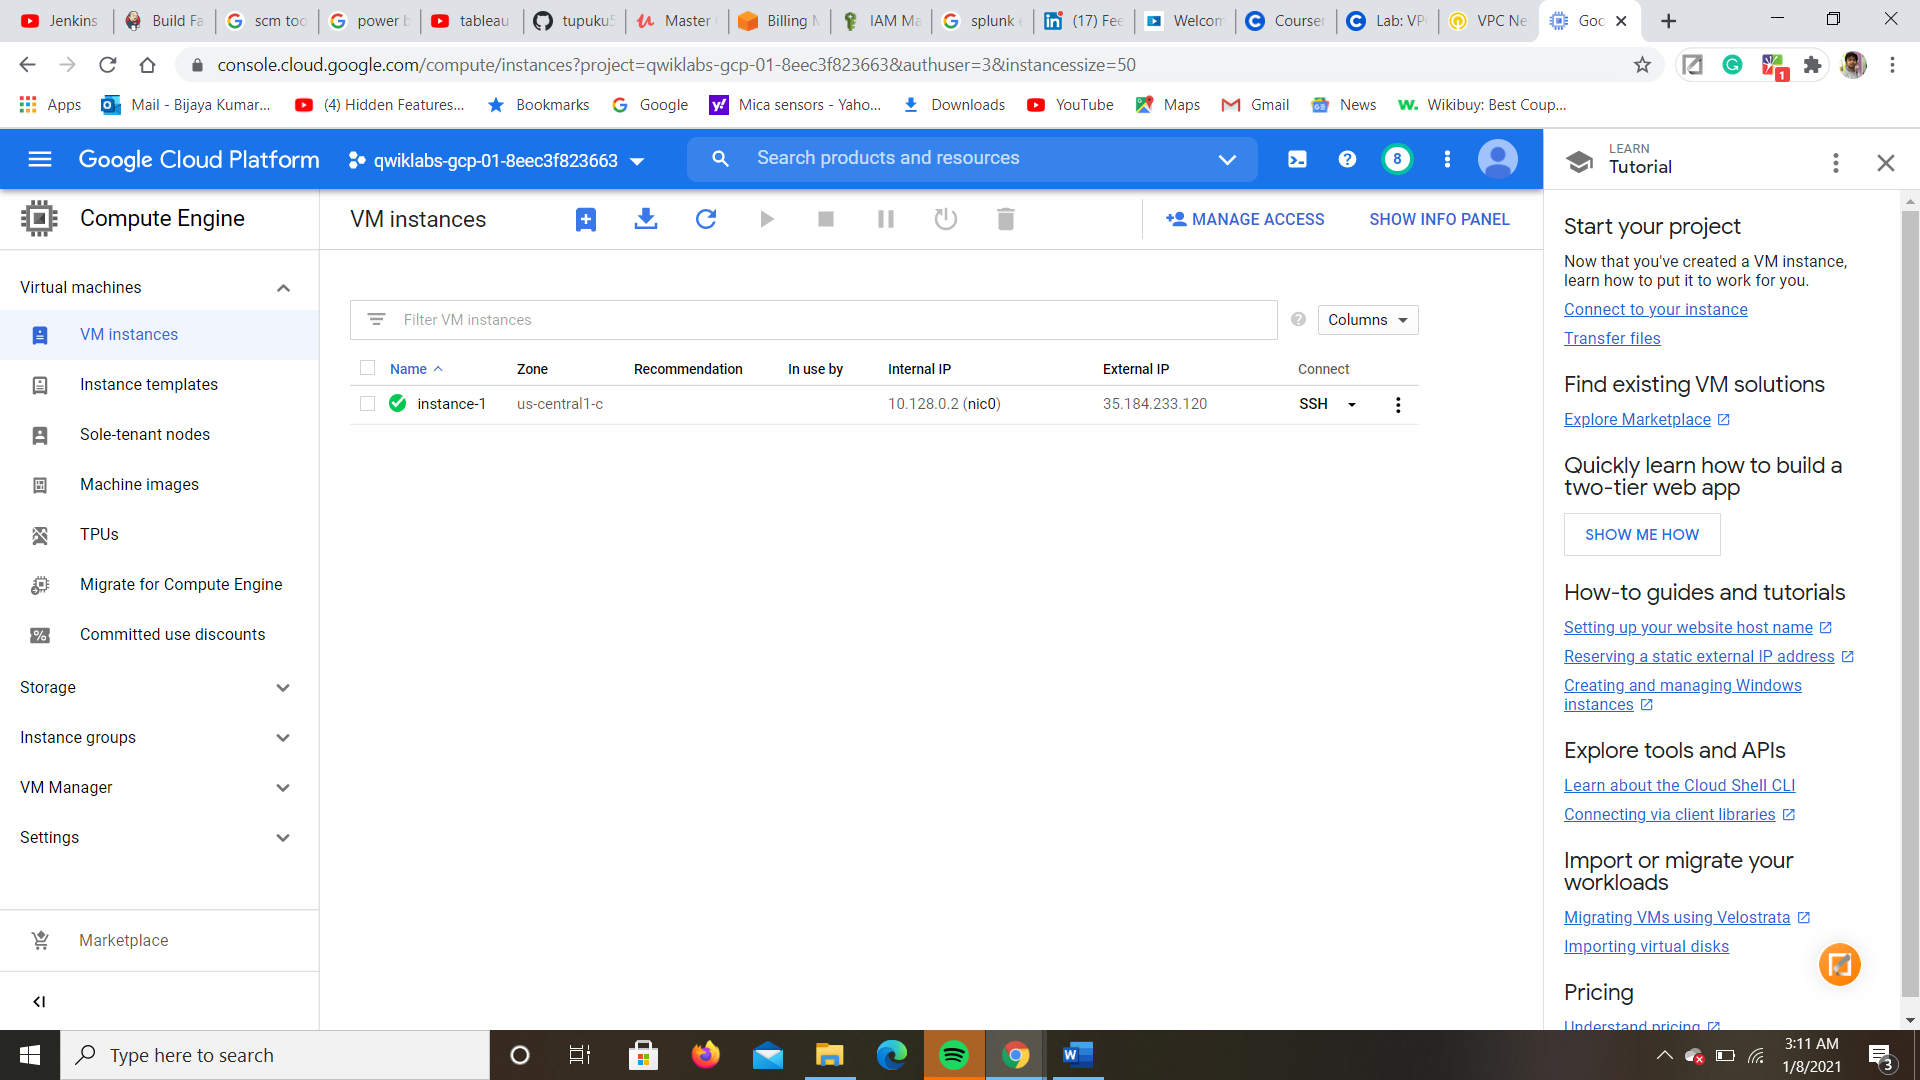 Jenkins
Build Fa
scm too
power b
tableau
tupukuS
Master
Billing M
IAM Ma
splunk
(17) Fee
Welcom
Courser
Lab: VP
VPC Ne
Goo
console.cloud.google.com/compute/instances?project=qwiklabs-gcp-01-8eec3f823663&authuser=3&instancessize=50
1
Apps
Mail - Bijaya Kumar...
(4) Hidden Features...
Bookmarks
Google
Mica sensors - Yaho...
Downloads
YouTube
Maps
Gmail
News
Wikibuy: Best Coup...
Google Cloud Platform
qwiklabs-gcp-01-8eec3f823663
Search products and resources
8
LEARN
Tutorial
Compute Engine
VM instances
MANAGE ACCESS
SHOW INFO PANEL
Virtual machines
VM instances
Instance templates
Sole-tenant nodes
Machine images
TPUs
Migrate for Compute Engine
Committed use discounts
Storage
Instance groups
VM Manager
Settings
Marketplace
Filter VM instances
Columns
Name Zone Recommendation In use by Internal IP External IP Connect
instance-1 us-central1-c 10.128.0.2 (nic0) 35.184.233.120 SSH
Start your project
Now that you've created a VM instance,
learn how to put it to work for you.
Connect to your instance
Transfer files
Find existing VM solutions
Explore Marketplace
Quickly learn how to build a
two-tier web app
SHOW ME HOW
How-to guides and tutorials
Setting up your website host name
Reserving a static external IP address
Creating and managing Windows
instances
Explore tools and APIs
Learn about the Cloud Shell CLI
Connecting via client libraries
Import or migrate your
workloads
Migrating VMs using Velostrata
Importing virtual disks
Pricing
Understand pricing
Type here to search
3:11 AM
1/8/2021
3